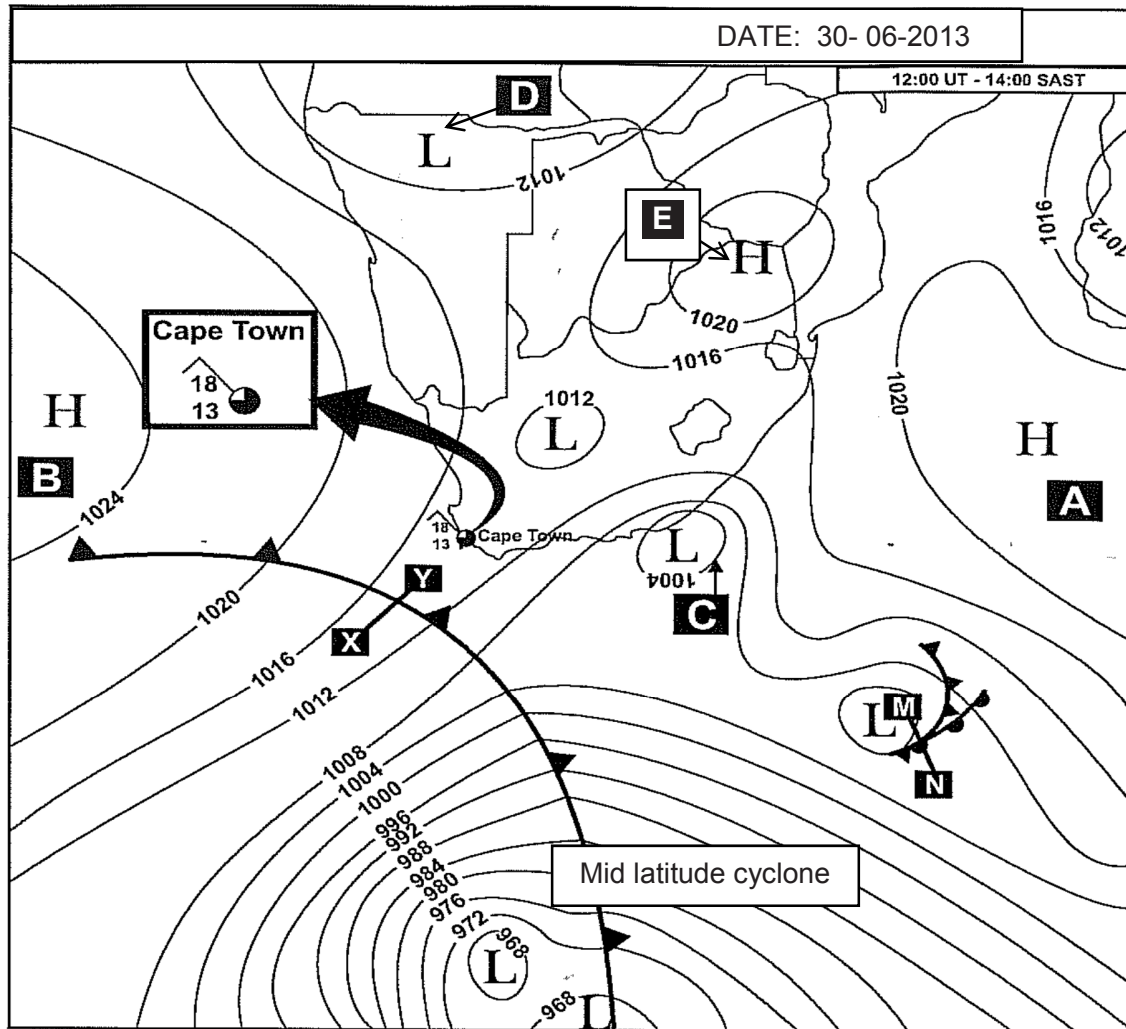 DATE: 30- 06-2013
12:00 UT - 14:00 SAST
D
L
1012
E
H
1016
1012
1020
1016
Cape Town
18
13
1020
H
B
1024
1012
L
H
A
18
13
Cape Town
L
1004
C
Y
X
1020
1016
1012
L
M
N
1008
1004
1000
996
992
988
984
980
976
972
968
Mid latitude cyclone
L
968
L